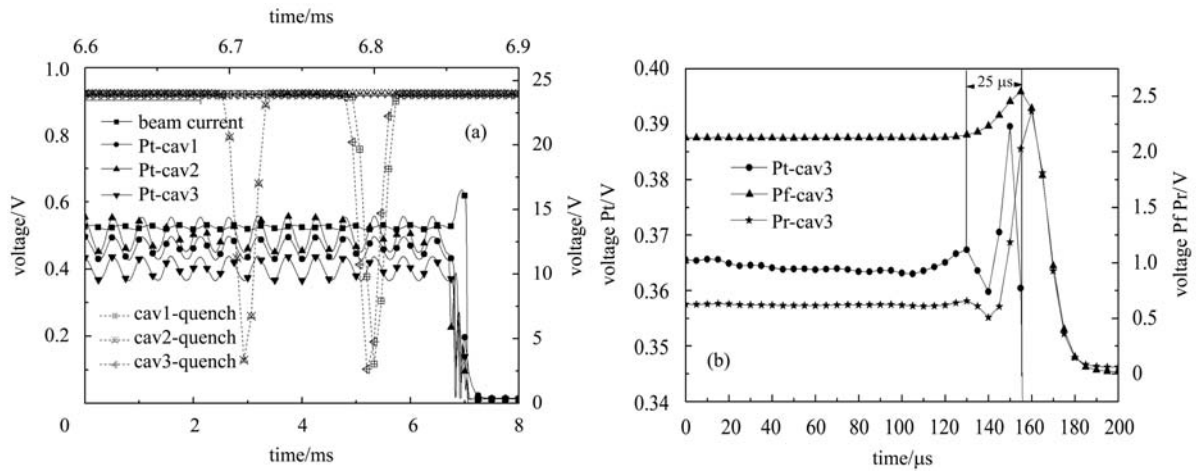 time/ms
6.6 6.7 6.8 6.9
1.0 0.8 0.6 0.4 0.2
voltage/V
(a)
beam current
Pt-cav1
Pt-cav2
Pt-cav3
cav1-quench
cav2-quench
cav3-quench
25 20 15 10 5 0
voltage/V
0 2 4 6 8
time/ms
0.40 0.39 0.38 0.37 0.36 0.35 0.34
voltage Pt/V
25 μs
Pt-cav3
Pf-cav3
Pr-cav3
(b)
2.5 2.0 1.5 1.0 0.5 0
voltage Pf Pr/V
0 20 40 60 80 100 120 140 160 180 200
time/μs